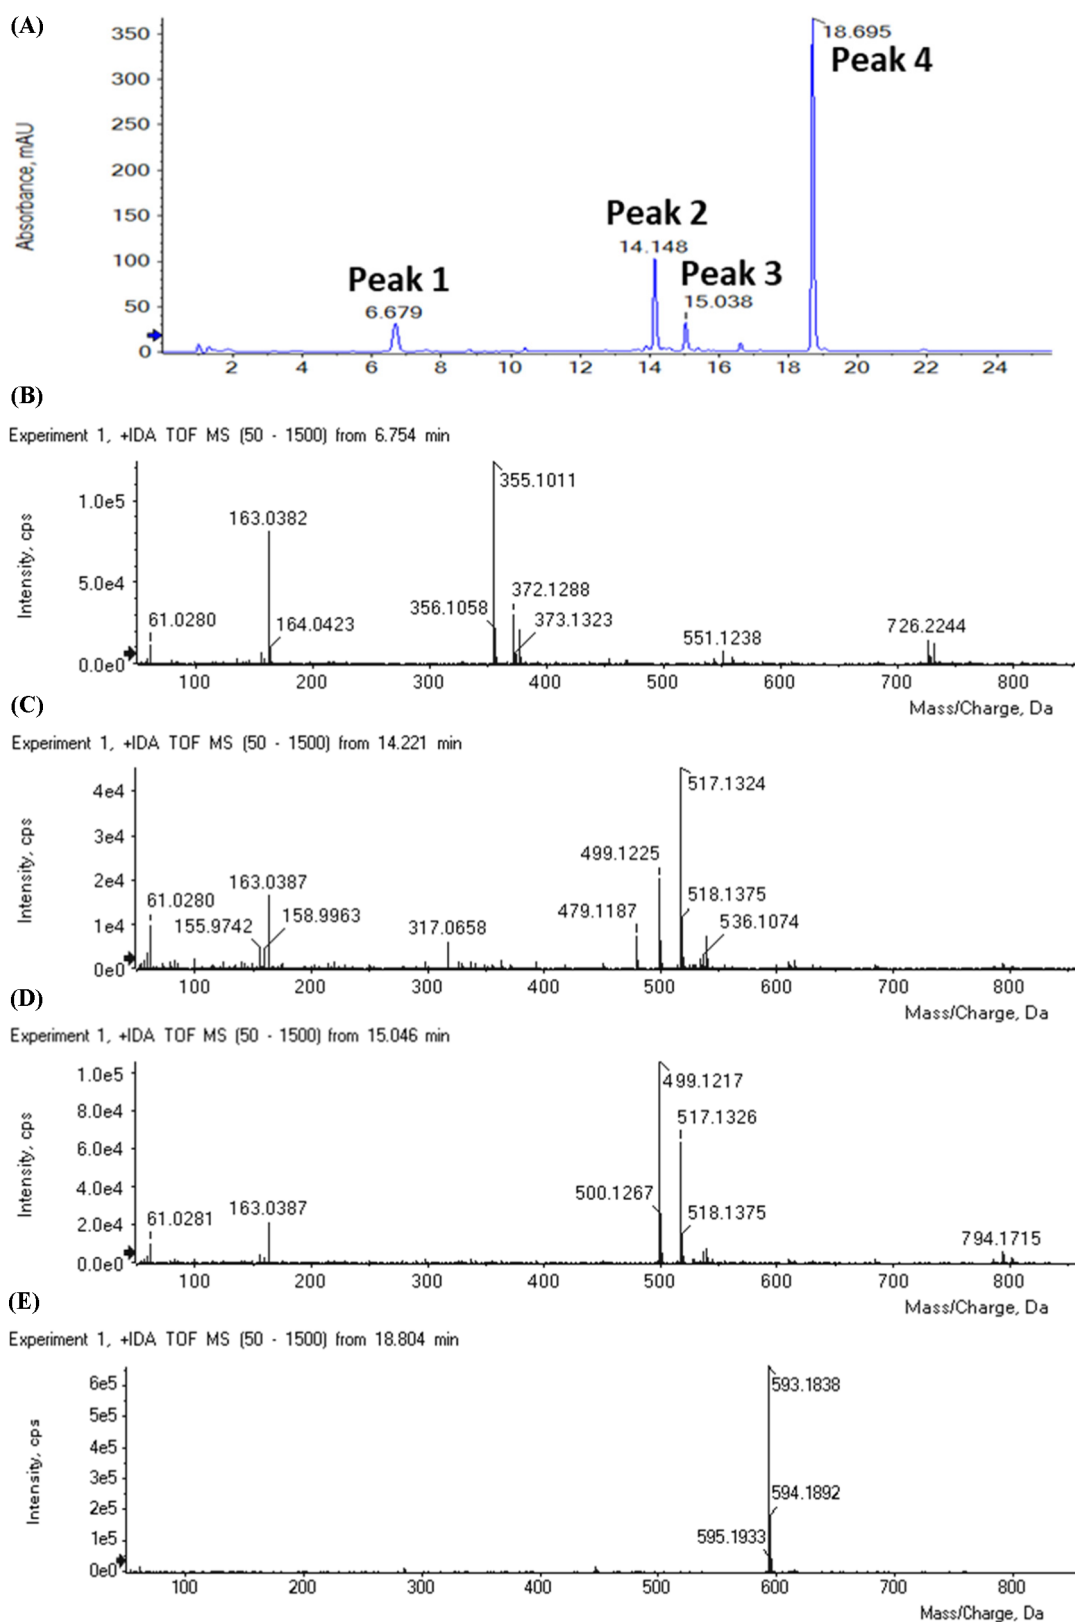 (A)
350
300
250
200
150
100
50
0
Absorbance, mAU
18.695
Peak 4
Peak 2
14.148
Peak 3
15.038
Peak 1
6.679
2 4 6 8 10 12 14 16 18 20 22 24
(B)
Experiment 1, +IDA TOF MS (50 - 1500) from 6.754 min
Intensity, cps
1.0e5
5.0e4
0.0e0
355.1011
163.0382
372.1288
356.1058
373.1323
61.0280
164.0423
551.1238
726.2244
100 200 300 400 500 600 700 800
Mass/Charge, Da
(C)
Experiment 1, +IDA TOF MS (50 - 1500) from 14.221 min
Intensity, cps
4e4
3e4
2e4
1e4
0e0
517.1324
499.1225
163.0387
61.0280
518.1375
155.9742
158.9963
479.1187
536.1074
317.0658
100 200 300 400 500 600 700 800
Mass/Charge, Da
(D)
Experiment 1, +IDA TOF MS (50 - 1500) from 15.046 min
Intensity, cps
1.0e5
8.0e4
6.0e4
4.0e4
2.0e4
0.0e0
499.1217
517.1326
500.1267
163.0387
61.0281
518.1375
794.1715
100 200 300 400 500 600 700 800
Mass/Charge, Da
(E)
Experiment 1, +IDA TOF MS (50 - 1500) from 18.804 min
Intensity, cps
6e5
5e5
4e5
3e5
2e5
1e5
0e0
593.1838
594.1892
595.1933
100 200 300 400 500 600 700 800
Mass/Charge, Da